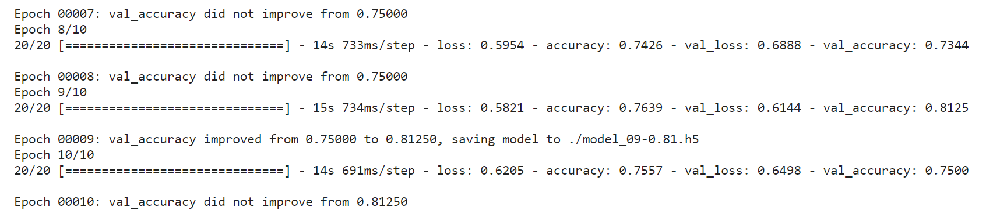 Epoch 00007: val_accuracy did not improve from 0.75000
Epoch 8/10
20/20 [==============================] - 14s 733ms/step - loss: 0.5954 - accuracy: 0.7426 - val_loss: 0.6888 - val_accuracy: 0.7344
Epoch 00008: val_accuracy did not improve from 0.75000
Epoch 9/10
20/20 [==============================] - 15s 734ms/step - loss: 0.5821 - accuracy: 0.7639 - val_loss: 0.6144 - val_accuracy: 0.8125
Epoch 00009: val_accuracy improved from 0.75000 to 0.81250, saving model to ./model_09-0.81.h5
Epoch 10/10
20/20 [==============================] - 14s 691ms/step - loss: 0.6205 - accuracy: 0.7557 - val_loss: 0.6498 - val_accuracy: 0.7500
Epoch 00010: val_accuracy did not improve from 0.81250